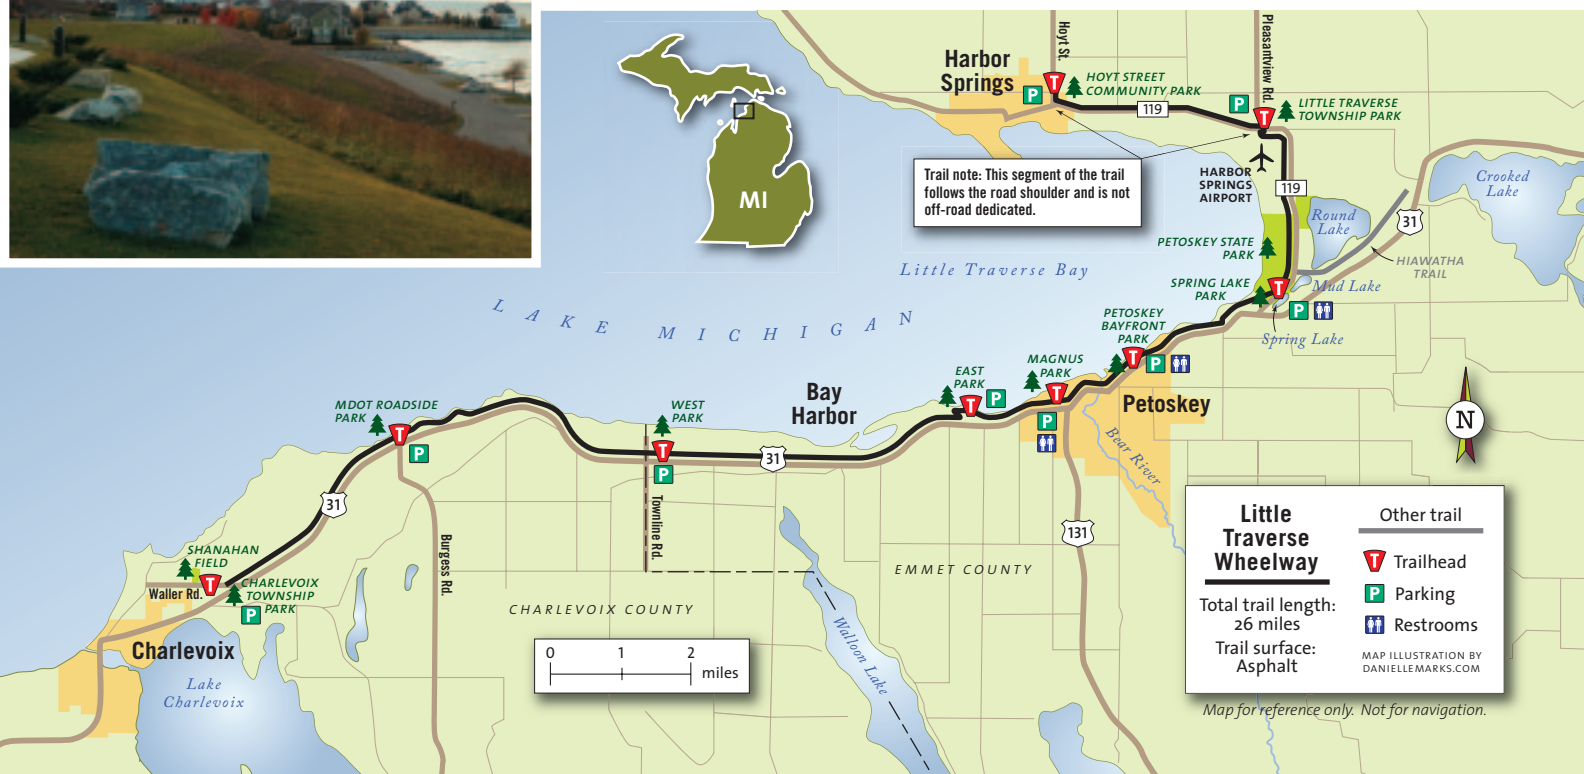 Harbor
Springs
Hoyt St.
HOYT STREET
COMMUNITY PARK
P
T
119
Pleasantview Rd.
P
T
LITTLE TRAVERSE
TOWNSHIP PARK
Trail note: This segment of the trail
follows the road shoulder and is not
off-road dedicated.
HARBOR
SPRINGS
AIRPORT
119
Crooked
Lake
Round
Lake
31
HIAWATHA
TRAIL
PETOSKEY STATE
PARK
SPRING LAKE
PARK
T
Mud Lake
P
Spring Lake
MI
Little Traverse Bay
LAKE MICHIGAN
PETOSKEY
BAYFRONT
PARK
T
P
MAGNUS
PARK
T
P
EAST
PARK
T
P
Petoskey
Bear River
Bay
Harbor
131
WEST
PARK
T
P
31
Townline Rd.
MDOT ROADSIDE
PARK
T
P
31
Burgess Rd.
SHANAHAN
FIELD
T
Waller Rd.
CHARLEVOIX
TOWNSHIP
PARK
P
Charlevoix
Lake
Charlevoix
CHARLEVOIX COUNTY
EMMET COUNTY
Walloon Lake
0 1 2
miles
N
Little
Traverse
Wheelway
Total trail length:
26 miles
Trail surface:
Asphalt
Other trail
T Trailhead
P Parking
Restrooms
MAP ILLUSTRATION BY
DANIELLEMARKS.COM
Map for reference only. Not for navigation.